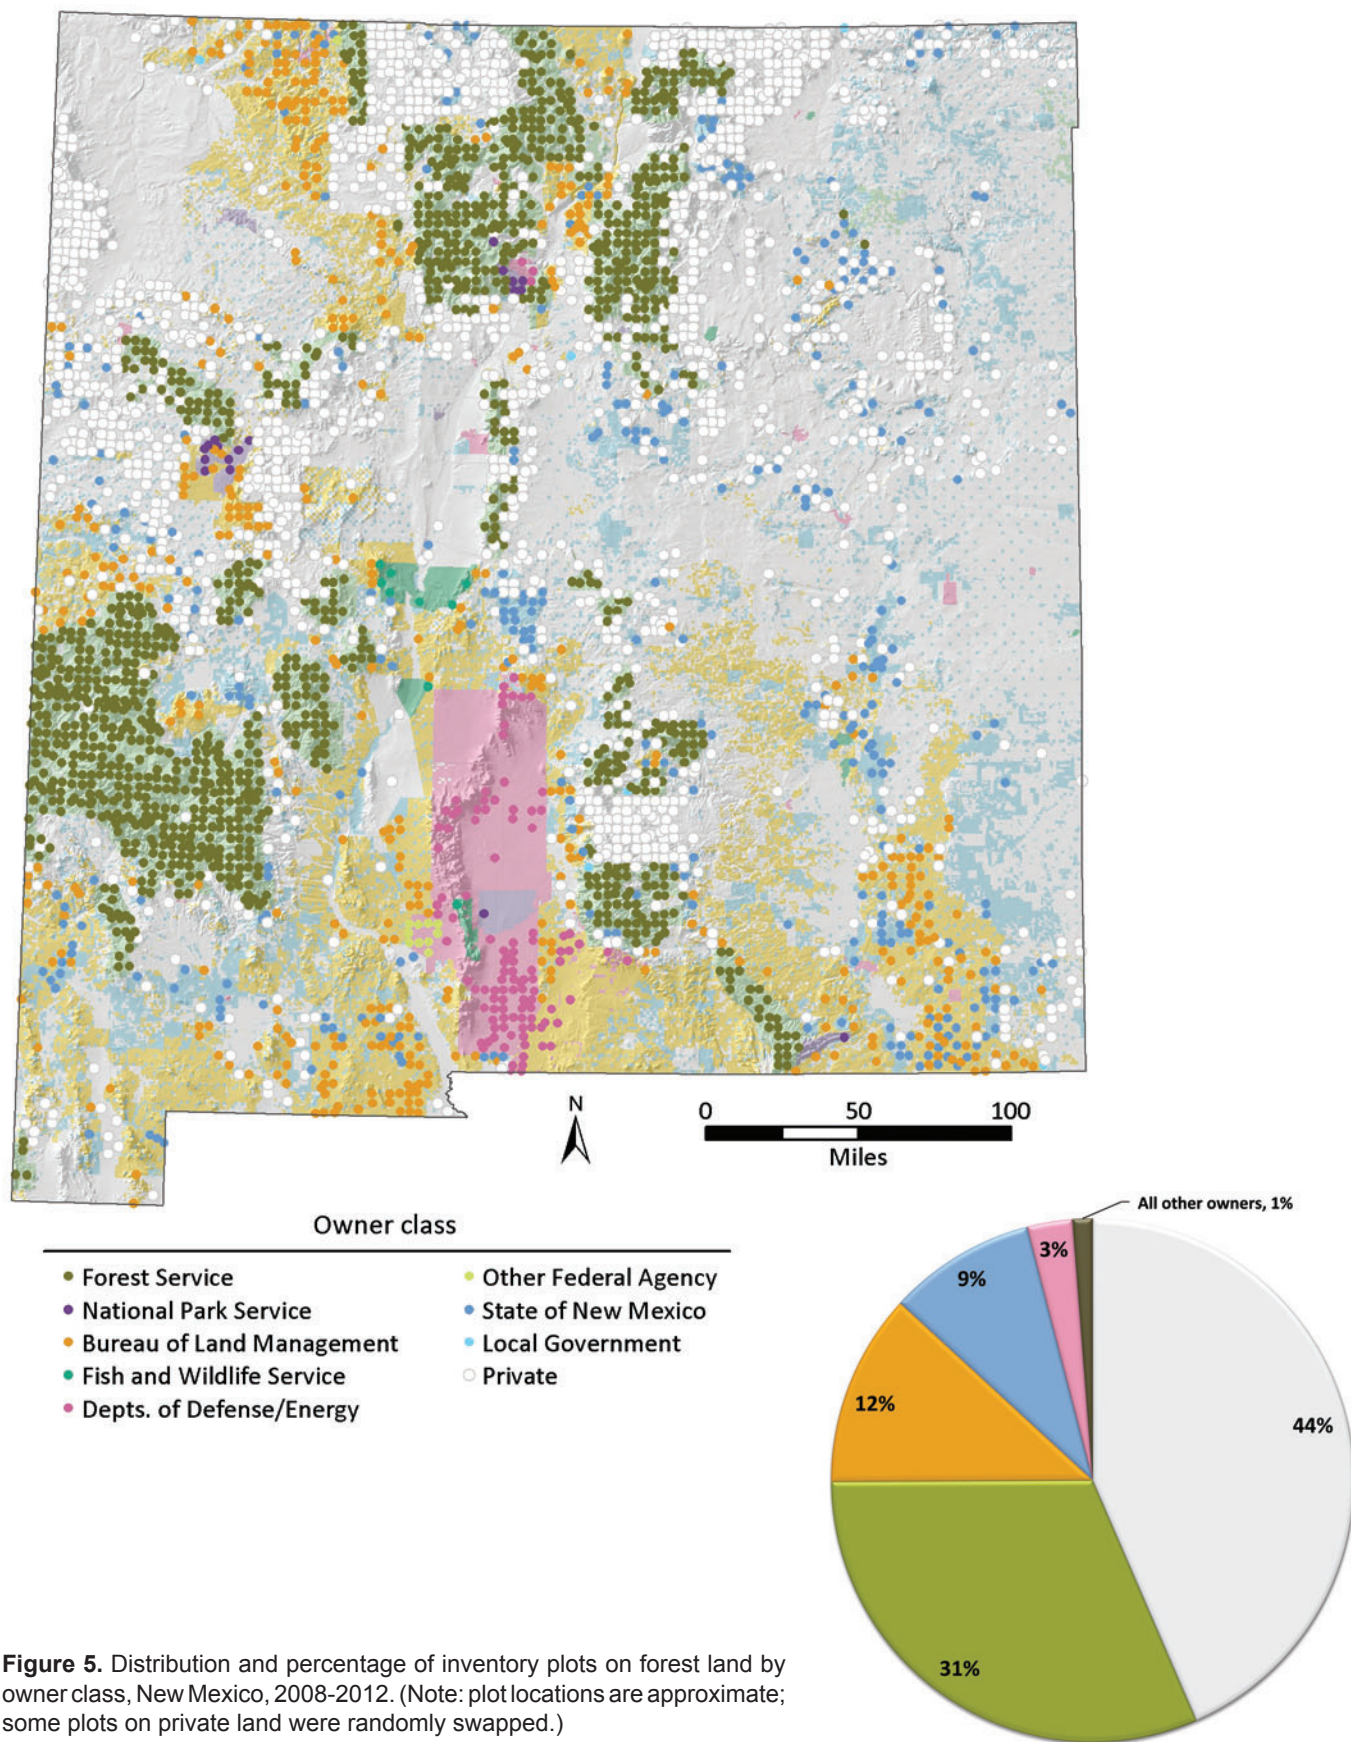 N
0 50 100
Miles
Owner class
Forest Service
National Park Service
Bureau of Land Management
Fish and Wildlife Service
Depts. of Defense/Energy
Other Federal Agency
State of New Mexico
Local Government
Private
All other owners, 1%
3%
9%
12%
44%
31%
Figure 5. Distribution and percentage of inventory plots on forest land by
owner class, New Mexico, 2008-2012. (Note: plot locations are approximate;
some plots on private land were randomly swapped.)